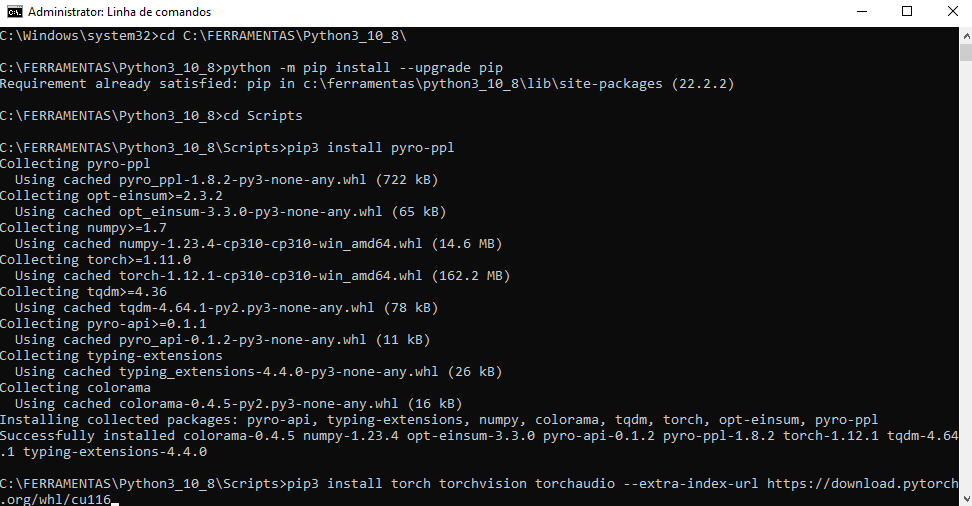 Administrator: Linha de comandos
C:\Windows\system32>cd C:\FERRAMENTAS\Python3_10_8\
C:\FERRAMENTAS\Python3_10_8>python -m pip install --upgrade pip
Requirement already satisfied: pip in c:\ferramentas\python3_10_8\lib\site-packages (22.2.2)
C:\FERRAMENTAS\Python3_10_8>cd Scripts
C:\FERRAMENTAS\Python3_10_8\Scripts>pip3 install pyro-ppl
Collecting pyro-ppl
  Using cached pyro_ppl-1.8.2-py3-none-any.whl (722 kB)
Collecting opt-einsum>=2.3.2
  Using cached opt_einsum-3.3.0-py3-none-any.whl (65 kB)
Collecting numpy>=1.7
  Using cached numpy-1.23.4-cp310-cp310-win_amd64.whl (14.6 MB)
Collecting torch>=1.11.0
  Using cached torch-1.12.1-cp310-cp310-win_amd64.whl (162.2 MB)
Collecting tqdm>=4.36
  Using cached tqdm-4.64.1-py2.py3-none-any.whl (78 kB)
Collecting pyro-api>=0.1.1
  Using cached pyro_api-0.1.2-py3-none-any.whl (11 kB)
Collecting typing-extensions
  Using cached typing_extensions-4.4.0-py3-none-any.whl (26 kB)
Collecting colorama
  Using cached colorama-0.4.5-py2.py3-none-any.whl (16 kB)
Installing collected packages: pyro-api, typing-extensions, numpy, colorama, tqdm, torch, opt-einsum, pyro-ppl
Successfully installed colorama-0.4.5 numpy-1.23.4 opt-einsum-3.3.0 pyro-api-0.1.2 pyro-ppl-1.8.2 torch-1.12.1 tqdm-4.64
.1 typing-extensions-4.4.0
C:\FERRAMENTAS\Python3_10_8\Scripts>pip3 install torch torchvision torchaudio --extra-index-url https://download.pytorch
.org/whl/cu116